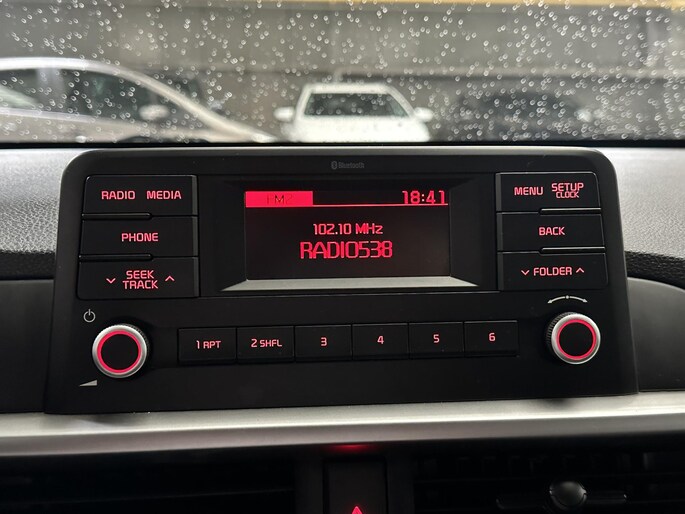 Bluetooth
RADIO MEDIA
PHONE
SEEK
TRACK
FM2 18:41
102.10 MHz
RADIO538
MENU SETUP
CLOCK
BACK
FOLDER
1 RPT 2 SHFL 3 4 5 6